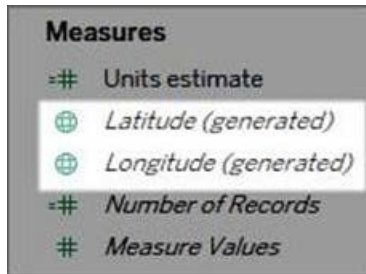 Measures
=# Units estimate
Latitude (generated)
Longitude (generated)
=# Number of Records
# Measure Values